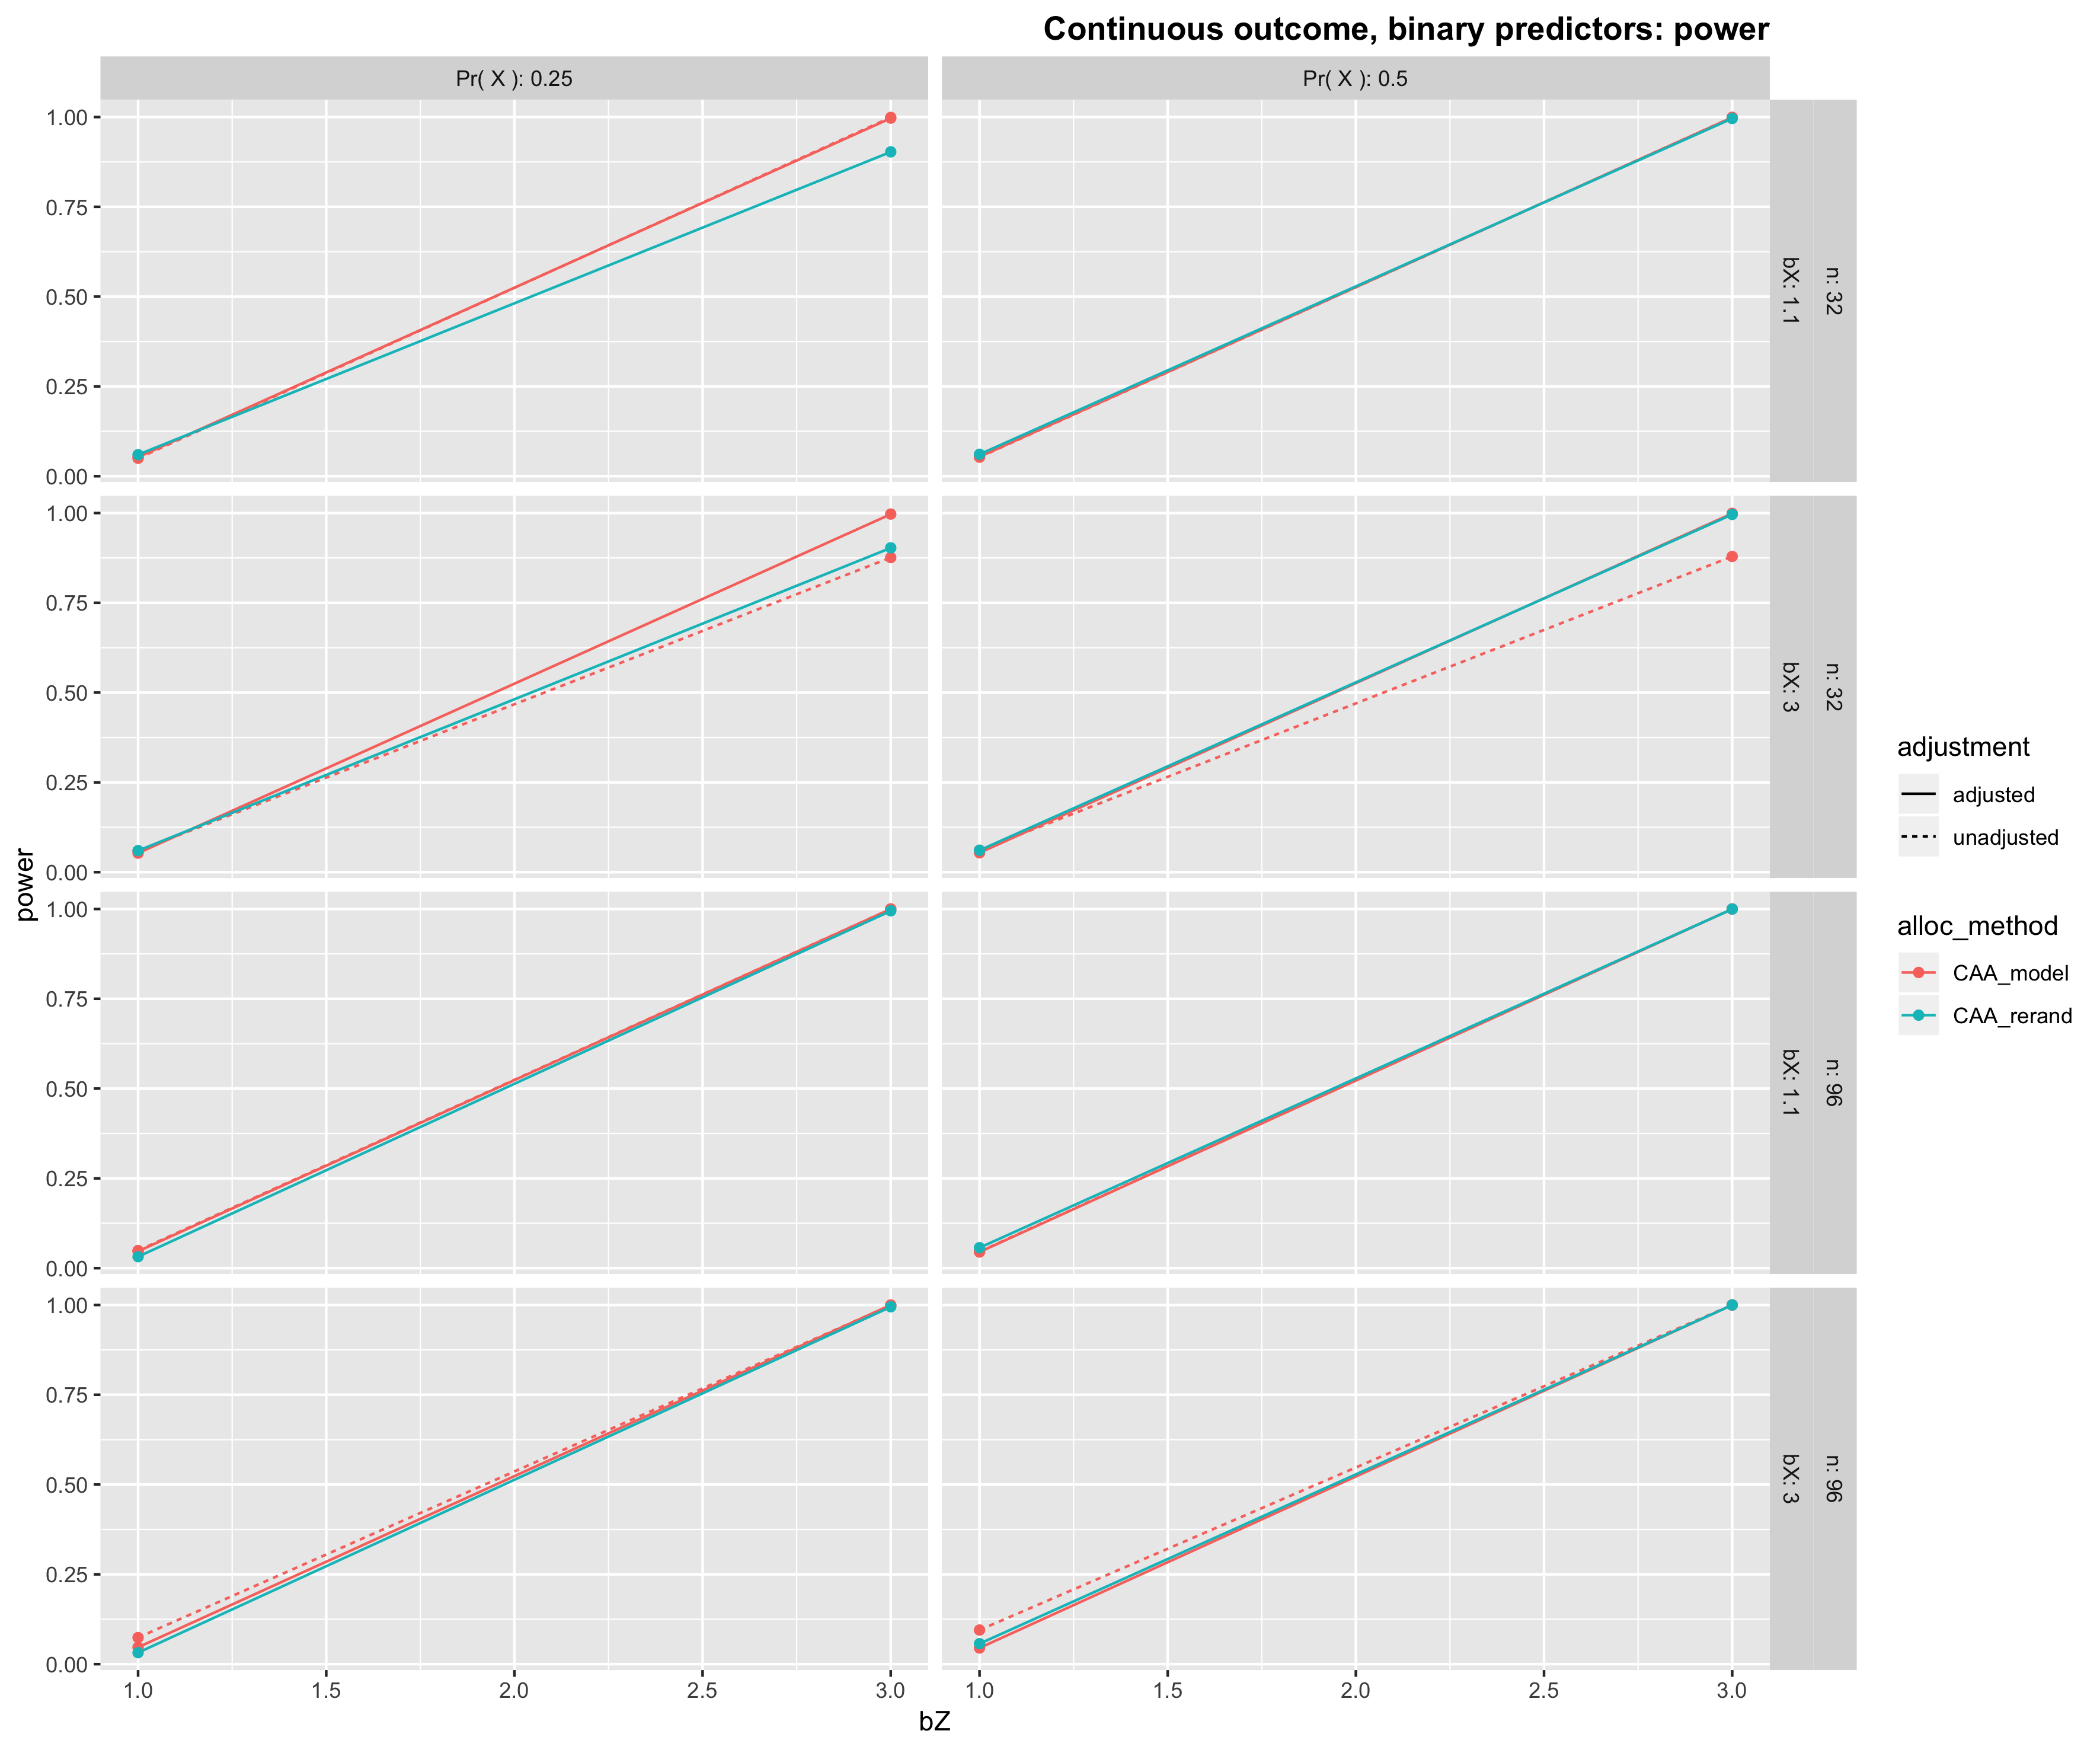 Continuous outcome, binary predictors: power
Pr( X ): 0.25
Pr( X ): 0.5
1.00
0.75
0.50
0.25
0.00
bX: 1.1
n: 32
1.00
0.75
0.50
0.25
0.00
bX: 3
n: 32
1.00
0.75
0.50
0.25
0.00
bX: 1.1
n: 96
1.00
0.75
0.50
0.25
0.00
bX: 3
n: 96
power
1.0 1.5 2.0 2.5 3.0
1.0 1.5 2.0 2.5 3.0
bZ
adjustment
adjusted
unadjusted
alloc_method
CAA_model
CAA_rerand